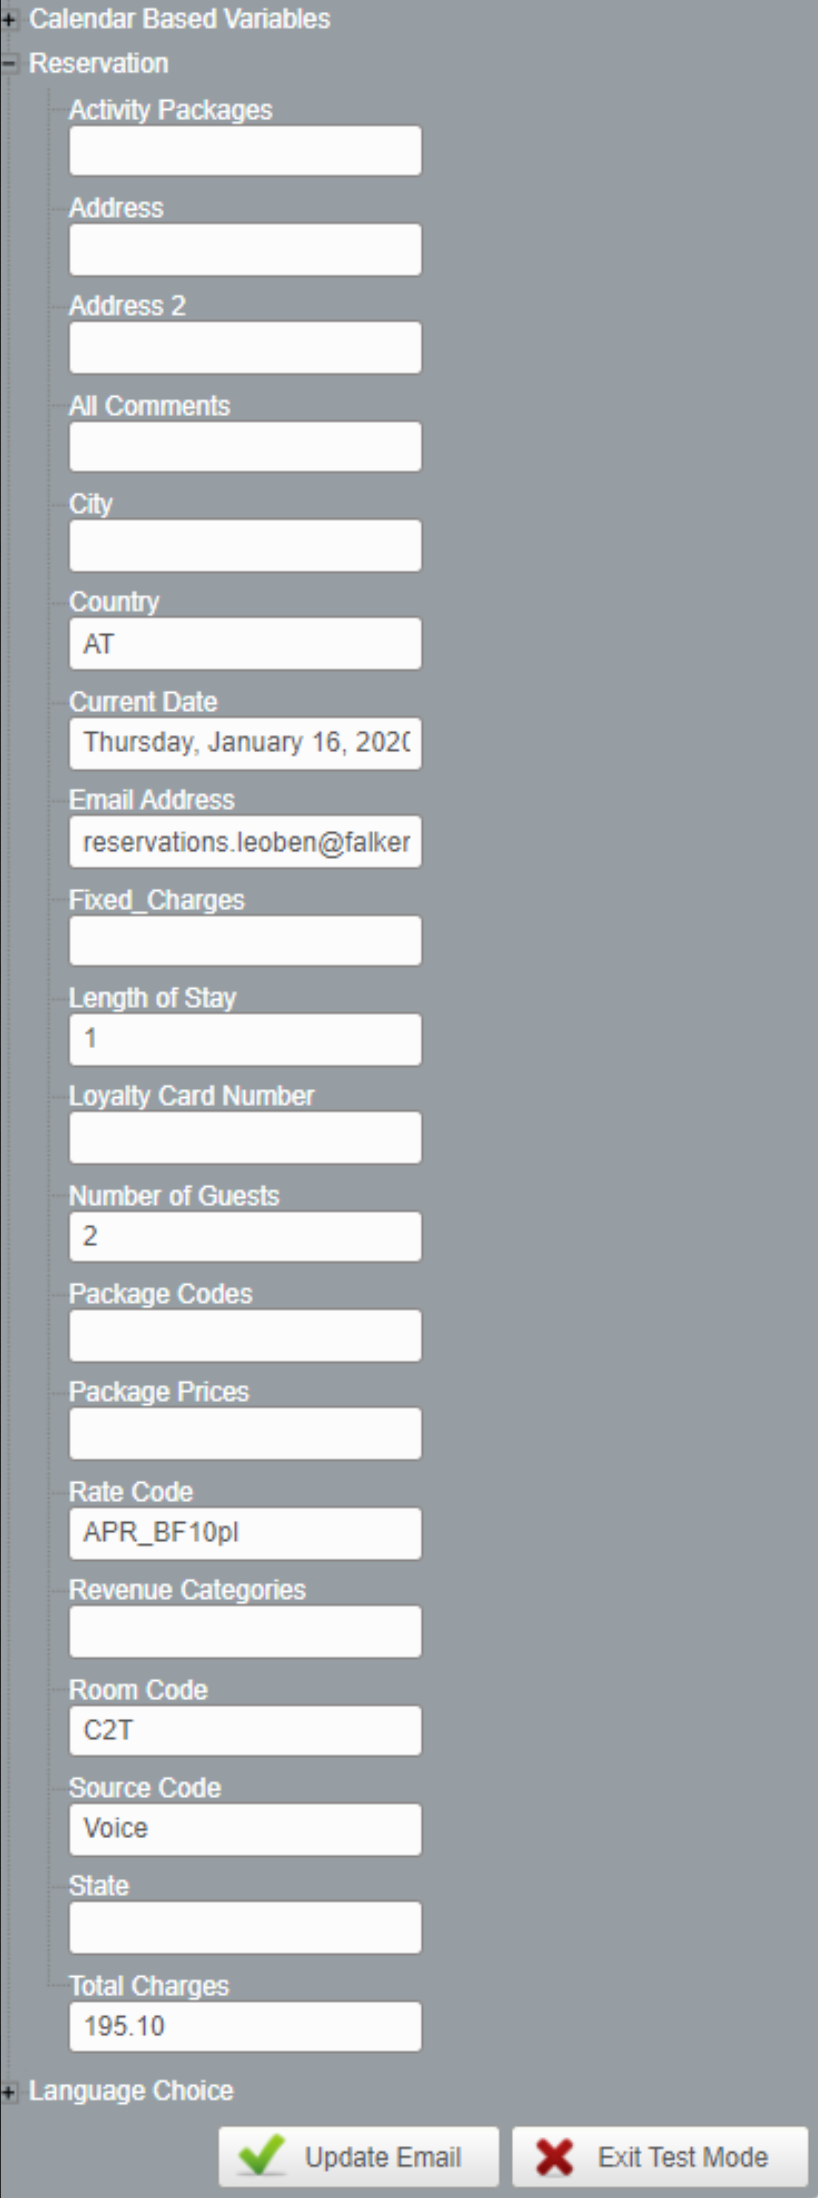 Calendar Based Variables
Reservation
Activity Packages
Address
Address 2
All Comments
City
Country
AT
Current Date
Thursday, January 16, 202
Email Address
reservations.leoben@falker
Fixed_Charges
Length of Stay
1
Loyalty Card Number
Number of Guests
2
Package Codes
Package Prices
Rate Code
APR_BF10pl
Revenue Categories
Room Code
C2T
Source Code
Voice
State
Total Charges
195.10
Language Choice
Update Email
Exit Test Mode